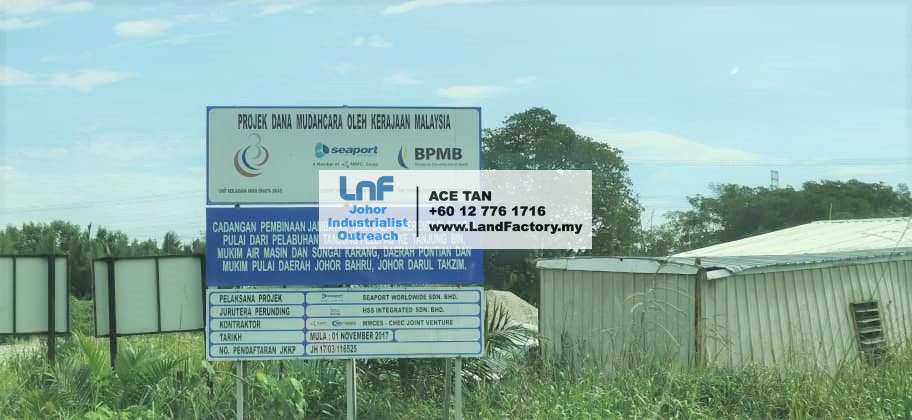 PROJEK DANA MUDAHCARA OLEH KERAJAAN MALAYSIA
seaport
A Member of MMC Group
BPMB
LnF
Johor
Industrialist
Outreach
ACE TAN
+60 12 776 1716
www.LandFactory.my
CADANGAN PEMBINAAN
PULAI DARI PELABUHAN
MUKIM AIR MASIN DAN SUNGAI KARANG, DAERAH PONTIAN DAN
MUKIM PULAI DAERAH JOHOR BAHRU, JOHOR DARUL TAKZIM.
PELAKSANA PROJEK
SEAPORT WORLDWIDE SDN. BHD.
JURUTERA PERUNDING
HSS INTEGRATED SDN. BHD.
KONTRAKTOR
MMCES - CHEC JOINT VENTURE
TARIKH
MULA : 01 NOVEMBER 2017
NO. PENDAFTARAN JKKP
JH/17/03/118525